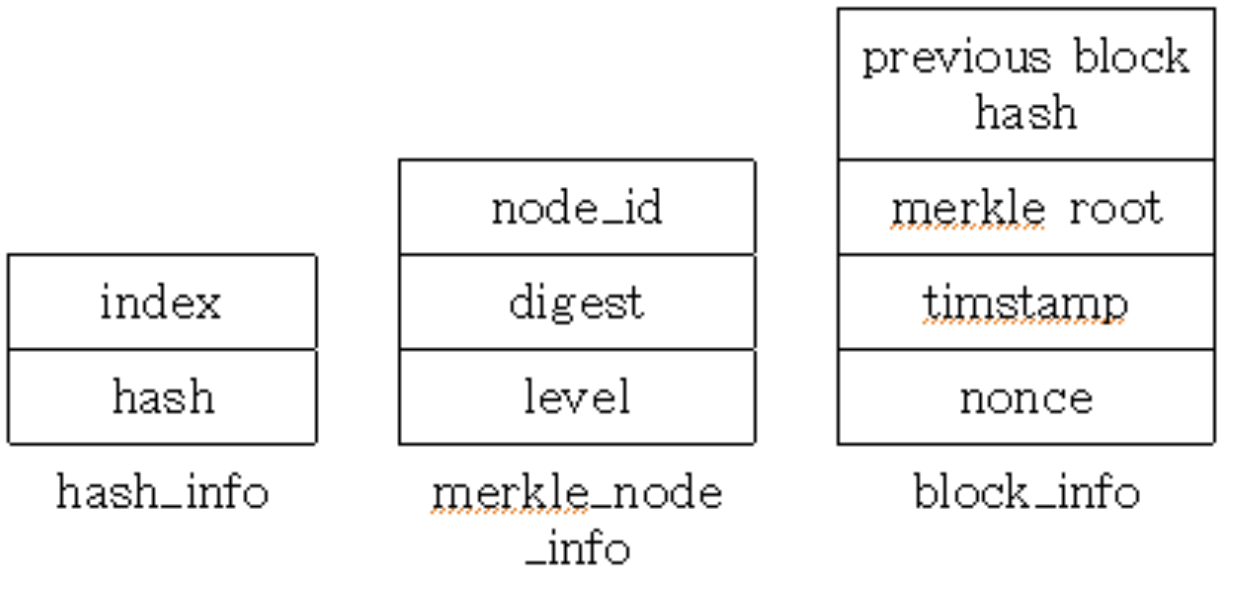 index
hash
hash_info
node_id
digest
level
merkle_node
_info
previous block
hash
merkle root
timstamp
nonce
block_info